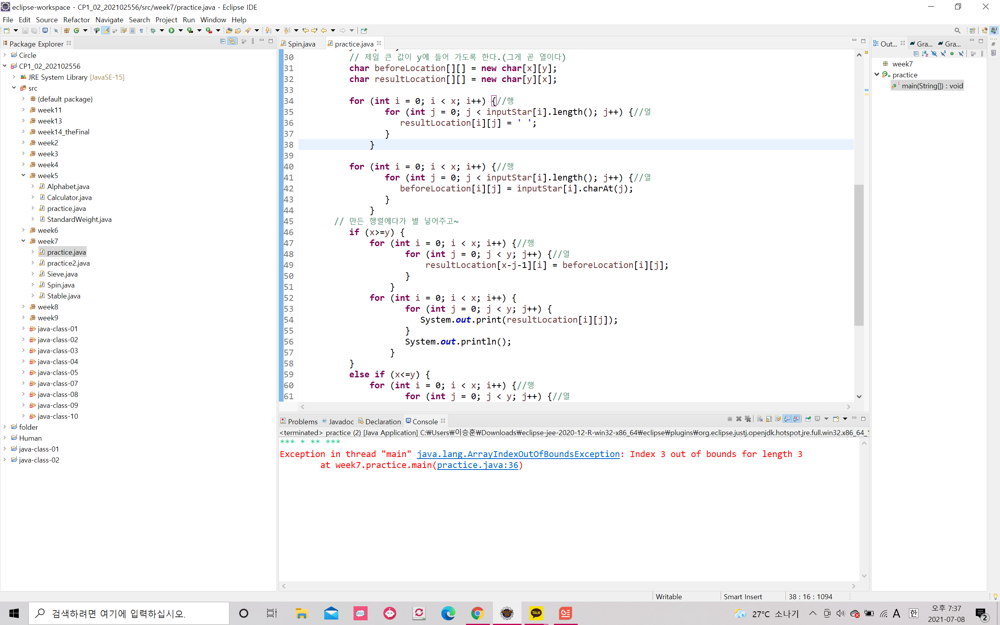 eclipse-workspace - CP1_02_202102556/src/week7/practice.java - Eclipse IDE
File Edit Source Refactor Navigate Search Project Run Window Help
Package Explorer
Circle
CP1_02_202102556
JRE System Library [JavaSE-15]
src
(default package)
week11
week13
week14_theFinal
week2
week3
week4
week5
Alphabet.java
Calculator.java
practice.java
StandardWeight.java
week6
week7
practice.java
practice2.java
Sieve.java
Spin.java
Stable.java
week8
week9
java-class-01
java-class-02
java-class-03
java-class-04
java-class-05
java-class-07
java-class-08
java-class-09
java-class-10
folder
Human
java-class-01
java-class-02
Spin.java practice.java
30 // 제일 큰 값이 y에 들어 가도록 한다.(그게 곧 열이다)
31 char beforeLocation[][] = new char[x][y];
32 char resultLocation[][] = new char[y][x];
33
34 for (int i = 0; i < x; i++) {//행
35 for (int j = 0; j < inputStar[i].length(); j++) {//열
36 resultLocation[i][j] = ' ';
37 }
38 }
39
40 for (int i = 0; i < x; i++) {//행
41 for (int j = 0; j < inputStar[i].length(); j++) {//열
42 beforeLocation[i][j] = inputStar[i].charAt(j);
43 }
44 }
45 // 만든 행렬에다가 별 넣어주고~
46 if (x>=y) {
47 for (int i = 0; i < x; i++) {//행
48 for (int j = 0; j < y; j++) {//열
49 resultLocation[x-j-1][i] = beforeLocation[i][j];
50 }
51 }
52 for (int i = 0; i < x; i++) {
53 for (int j = 0; j < y; j++) {
54 System.out.print(resultLocation[i][j]);
55 }
56 System.out.println();
57 }
58 }
59 else if (x<=y) {
60 for (int i = 0; i < x; i++) {//행
61 for (int j = 0; j < y; j++) {//열
Problems Javadoc Declaration Console
<terminated> practice (2) [Java Application] C:₩Users₩이승훈₩Downloads₩eclipse-jee-2020-12-R-win32-x86_64₩eclipse₩plugins₩org.eclipse.justj.openjdk.hotspot.jre.full.win32.x86_64_1
*** * ** ***
Exception in thread "main" java.lang.ArrayIndexOutOfBoundsException: Index 3 out of bounds for length 3
at week7.practice.main(practice.java:36)
Out... Gra... Gra...
week7
practice
main(String[]) : void
Writable Smart Insert 38 : 16 : 1094
검색하려면 여기에 입력하십시오.
TALK
27°C 소나기
A 한
오후 7:37
2021-07-08
2